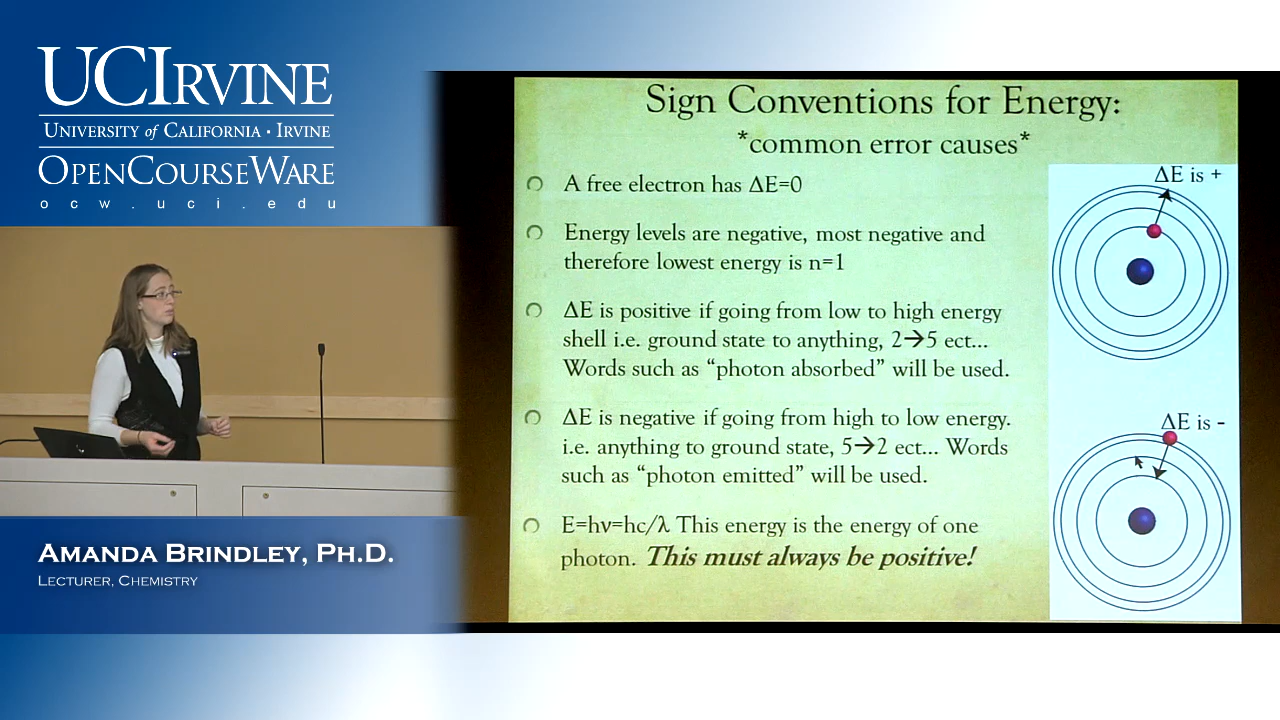 UCIRVINE
UNIVERSITY of CALIFORNIA · IRVINE
OPENCOURSEWARE
ocw.uci.edu
Sign Conventions for Energy:
*common error causes*
A free electron has ΔE=0
Energy levels are negative, most negative and
therefore lowest energy is n=1
ΔE is positive if going from low to high energy
shell i.e. ground state to anything, 2→5 ect...
Words such as “photon absorbed” will be used.
ΔE is negative if going from high to low energy.
i.e. anything to ground state, 5→2 ect... Words
such as “photon emitted” will be used.
E=hν=hc/λ This energy is the energy of one
photon. This must always be positive!
ΔE is +
ΔE is -
AMANDA BRINDLEY, PH.D.
LECTURER, CHEMISTRY